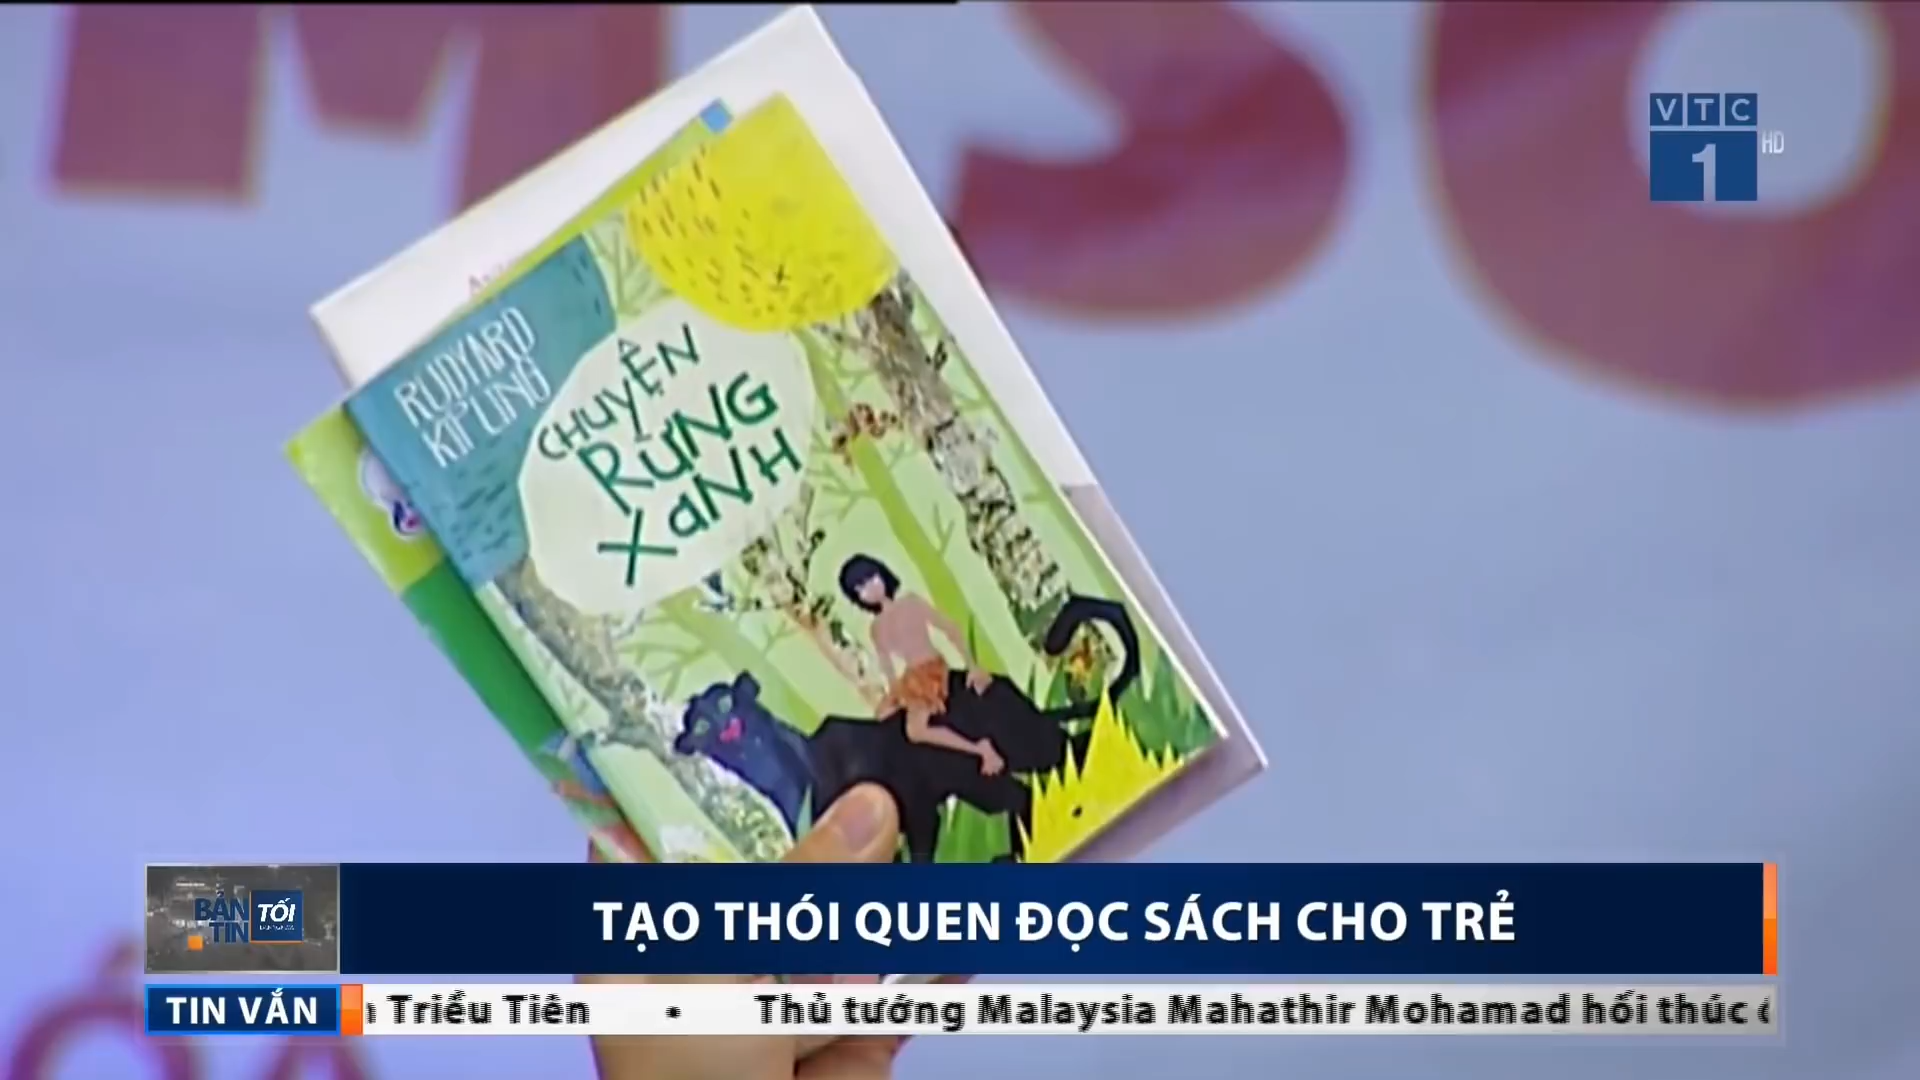 VTC
1
HD
RUDYARD
KIPLING
CHUYỆN
RỪNG
XANH
BẢN
TIN
TỐI
TẠO THÓI QUEN ĐỌC SÁCH CHO TRẺ
TIN VẮN
Triều Tiên • Thủ tướng Malaysia Mahathir Mohamad hối thúc